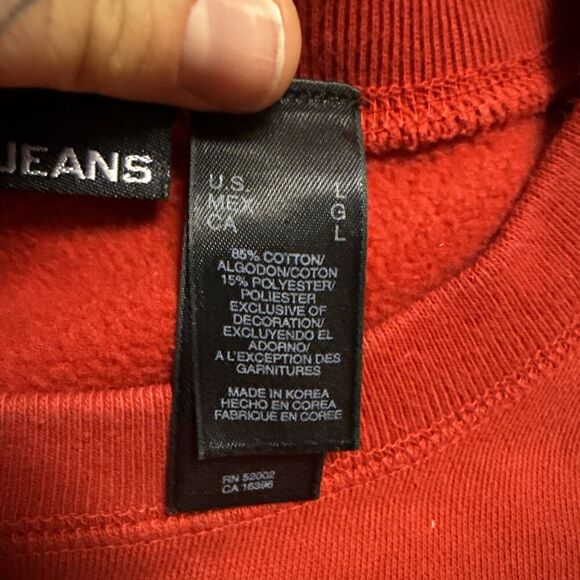 JEANS
U.S. L
MEX G
CA L
85% COTTON/
ALGODON/COTON
15% POLYESTER/
POLIESTER
EXCLUSIVE OF
DECORATION/
EXCLUYENDO EL
ADORNO/
A L'EXCEPTION DES
GARNITURES
MADE IN KOREA
HECHO EN COREA
FABRIQUE EN COREE
RN 52002
CA 16396